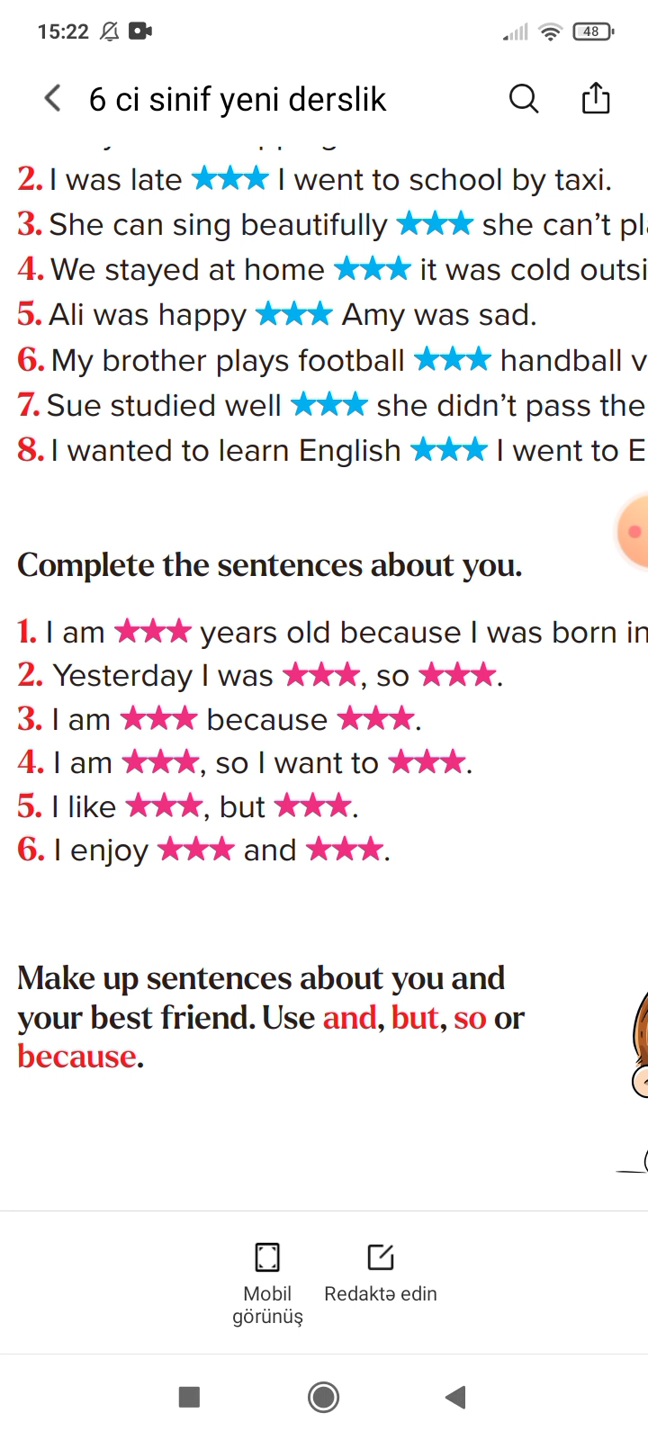 15:22
48
6 ci sinif yeni derslik
2. I was late ★★★ I went to school by taxi.
3. She can sing beautifully ★★★ she can't
4. We stayed at home ★★★ it was cold
5. Ali was happy ★★★ Amy was sad.
6. My brother plays football ★★★ handball
7. Sue studied well ★★★ she didn't pass the
8. I wanted to learn English ★★★ I went to E
Complete the sentences about you.
1. I am ★★★ years old because I was born in
2. Yesterday I was ★★★, so ★★★.
3. I am ★★★ because ★★★.
4. I am ★★★, so I want to ★★★.
5. I like ★★★, but ★★★.
6. I enjoy ★★★ and ★★★.
Make up sentences about you and
your best friend. Use and, but, so or
because.
Mobil
görünüş
Redaktə edin